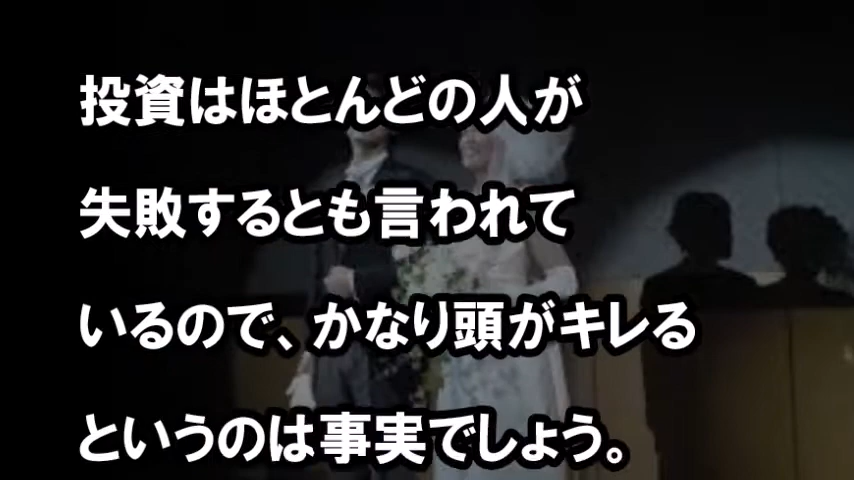 投資はほとんどの人が
失敗するとも言われて
いるので、かなり頭がキレる
というのは事実でしょう。